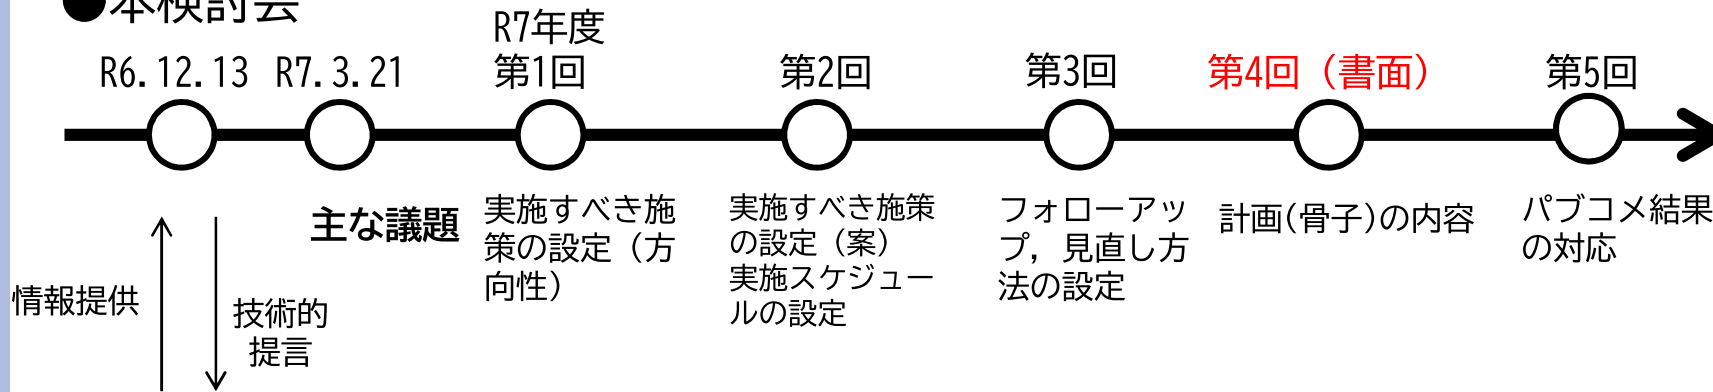 ●本検討会
R7年度
R6.12.13
R7.3.21
第1回
第2回
第3回
第4回（書面）
第5回
主な議題
実施すべき施
策の設定（方
向性）
実施すべき施策
の設定（案）
実施スケジュー
ルの設定
フォローアッ
プ，見直し方
法の設定
計画(骨子)の内容
パブコメ結果
の対応
情報提供
技術的
提言